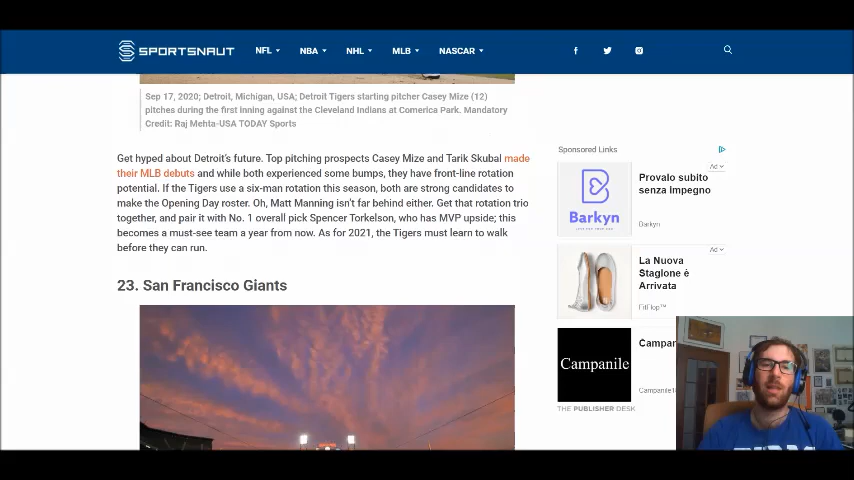 SPORTSNAUT NFL NBA NHL MLB NASCAR
Sep 17, 2020; Detroit, Michigan, USA; Detroit Tigers starting pitcher Casey Mize (12)
pitches during the first inning against the Cleveland Indians at Comerica Park. Mandatory
Credit: Raj Mehta-USA TODAY Sports
Get hyped about Detroit's future. Top pitching prospects Casey Mize and Tarik Skubal made
their MLB debuts and while both experienced some bumps, they have front-line rotation
potential. If the Tigers use a six-man rotation this season, both are strong candidates to
make the Opening Day roster. Oh, Matt Manning isn't far behind either. Get that rotation trio
together, and pair it with No. 1 overall pick Spencer Torkelson, who has MVP upside; this
becomes a must-see team a year from now. As for 2021, the Tigers must learn to walk
before they can run.
23. San Francisco Giants
Sponsored Links
Ad
Provalo subito
senza impegno
Barkyn
Barkyn
Ad
La Nuova
Stagione é
Arrivata
FitFlop™
Campanile
Campan
Campanile
THE PUBLISHER DESK